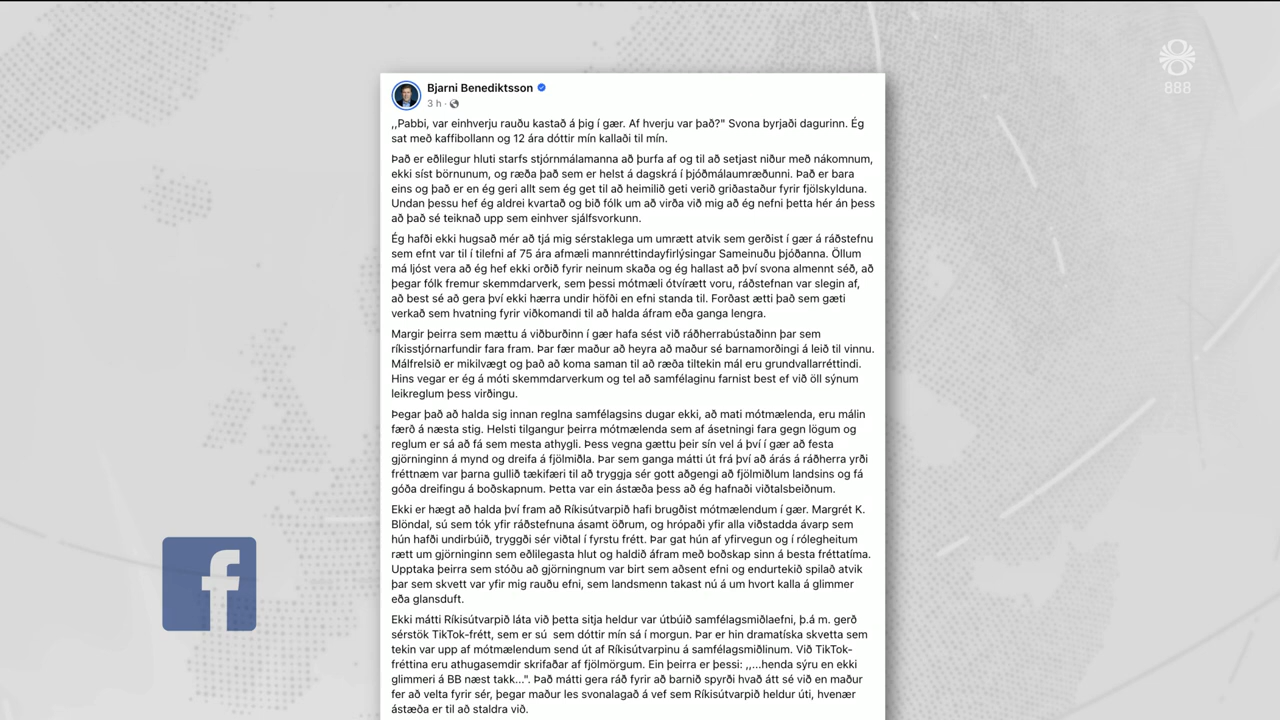 888
Bjarni Benediktsson
3 h ·
,,Pabbi, var einhverju rauðu kastað á þig í gær. Af hverju var það?" Svona byrjaði dagurinn. Ég
sat með kaffibollann og 12 ára dóttir mín kallaði til mín.
Það er eðlilegur hluti starfs stjórnmálamanna að þurfa af og til að setjast niður með nákomnum,
ekki síst börnunum, og ræða það sem er helst á dagskrá í þjóðmálaumræðunni. Það er bara
eins og það er en ég geri allt sem ég get til að heimilið geti verið griðastaður fyrir fjölskylduna.
Undan þessu hef ég aldrei kvartað og bið fólk um að virða við mig að ég nefni þetta hér án þess
að það sé teiknað upp sem einhver sjálfsvorkunn.
Ég hafði ekki hugsað mér að tjá mig sérstaklega um umrætt atvik sem gerðist í gær á ráðstefnu
sem efnt var til í tilefni af 75 ára afmæli mannréttindayfirlýsingar Sameinuðu þjóðanna. Öllum
má ljóst vera að ég hef ekki orðið fyrir neinum skaða og ég hallast að því svona almennt séð, að
þegar fólk fremur skemmdarverk, sem þessi mótmæli ótvírætt voru, ráðstefnan var slegin af,
að best sé að gera því ekki hærra undir höfði en efni standa til. Forðast ætti það sem gæti
verkað sem hvatning fyrir viðkomandi til að halda áfram eða ganga lengra.
Margir þeirra sem mættu á viðburðinn í gær hafa sést við ráðherrabústaðinn þar sem
ríkisstjórnarfundir fara fram. Þar fær maður að heyra að maður sé barnamorðingi á leið til vinnu.
Málfrelsið er mikilvægt og það að koma saman til að ræða tiltekin mál eru grundvallarréttindi.
Hins vegar er ég á móti skemmdarverkum og tel að samfélaginu farnist best ef við öll sýnum
leikreglum þess virðingu.
Þegar það að halda sig innan reglna samfélagsins dugar ekki, að mati mótmælenda, eru málin
færð á næsta stig. Helsti tilgangur þeirra mótmælenda sem af ásetningi fara gegn lögum og
reglum er sá að fá sem mesta athygli. Þess vegna gættu þeir sín vel á því í gær að festa
gjörninginn á mynd og dreifa á fjölmiðla. Þar sem ganga mátti út frá því að árás á ráðherra yrði
fréttnæm var þarna gullið tækifæri til að tryggja sér gott aðgengi að fjölmiðlum landsins og fá
góða dreifingu á boðskapnum. Þetta var ein ástæða þess að ég hafnaði viðtalsbeiðnum.
Ekki er hægt að halda því fram að Ríkisútvarpið hafi brugðist mótmælendum í gær. Margrét K.
Blöndal, sú sem tók yfir ráðstefnuna ásamt öðrum, og hrópaði yfir alla viðstadda ávarp sem
hún hafði undirbúið, tryggði sér viðtal í fyrstu frétt. Þar gat hún af yfirvegun og í rólegheitum
rætt um gjörninginn sem eðlilegasta hlut og haldið áfram með boðskap sinn á besta fréttatíma.
Upptaka þeirra sem stóðu að gjörningnum var birt sem aðsent efni og endurtekið spilað atvik
þar sem skvett var yfir mig rauðu efni, sem landsmenn takast nú á um hvort kalla á glimmer
eða glansduft.
Ekki mátti Ríkisútvarpið láta við þetta sitja heldur var útbúið samfélagsmiðlaefni, þ.á m. gerð
sérstök TikTok-frétt, sem er sú sem dóttir mín sá í morgun. Þar er hin dramatíska skvetta sem
tekin var upp af mótmælendum send út af Ríkisútvarpinu á samfélagsmiðlinum. Við TikTok-
fréttina eru athugasemdir skrifaðar af fjölmörgum. Ein þeirra er þessi: ,,...henda sýru en ekki
glimmeri á BB næst takk...". Það mátti gera ráð fyrir að barnið spyrði hvað átt sé við en maður
fer að velta fyrir sér, þegar maður les svonalagað á vef sem Ríkisútvarpið heldur úti, hvenær
ástæða er til að staldra við.